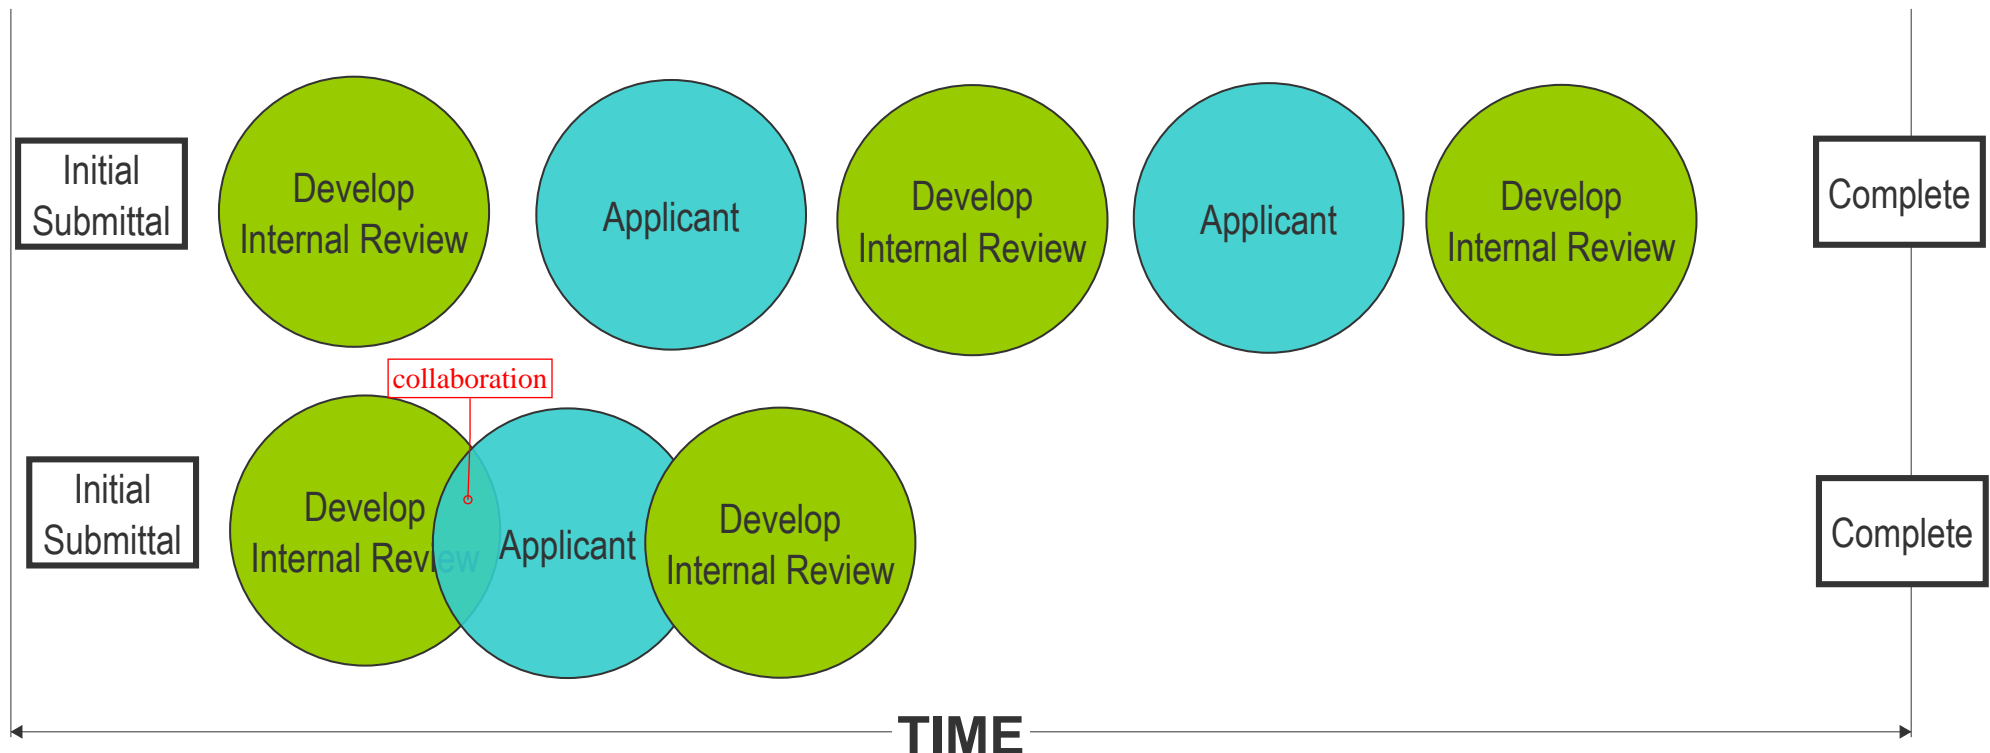 Initial
Submittal
Develop
Internal Review
Applicant
Develop
Internal Review
Applicant
Develop
Internal Review
Complete
collaboration
Initial
Submittal
Develop
Internal Review
Applicant
Develop
Internal Review
Complete
TIME